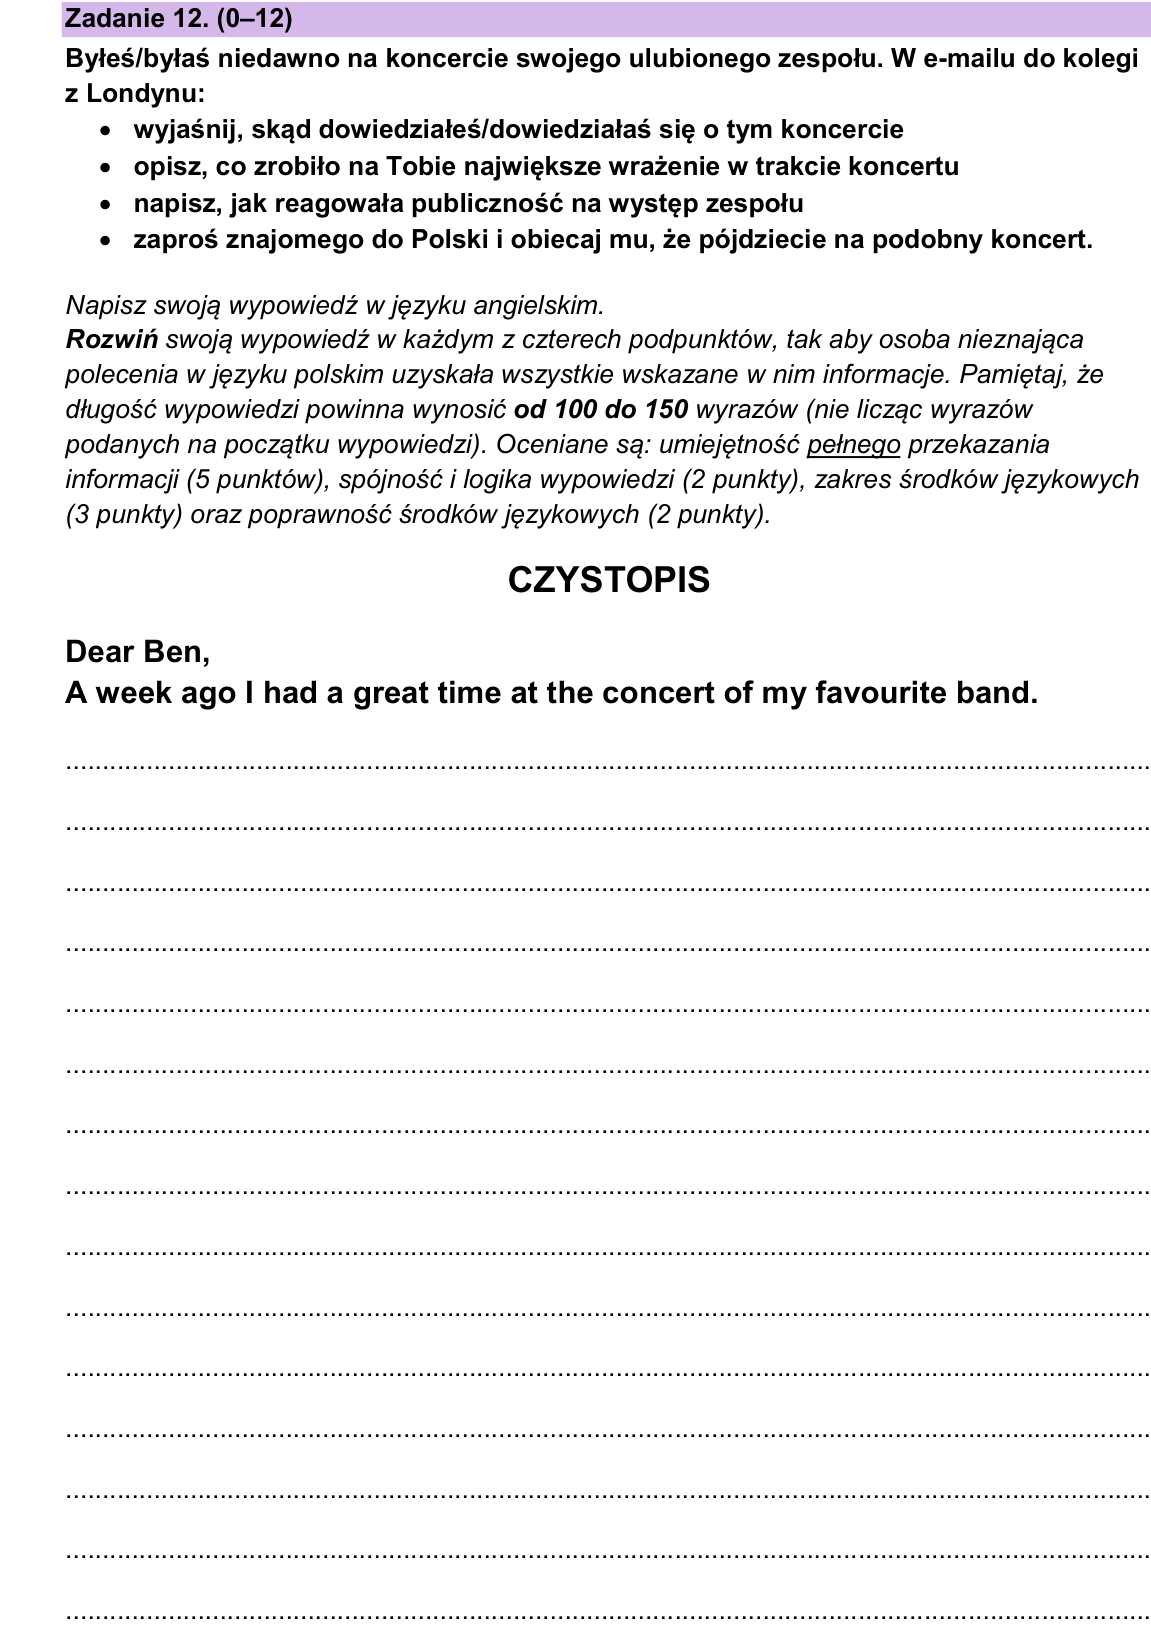 Zadanie 12. (0–12)
Byłeś/byłaś niedawno na koncercie swojego ulubionego zespołu. W e-mailu do kolegi
z Londynu:
• wyjaśnij, skąd dowiedziałeś/dowiedziałaś się o tym koncercie
• opisz, co zrobiło na Tobie największe wrażenie w trakcie koncertu
• napisz, jak reagowała publiczność na występ zespołu
• zaproś znajomego do Polski i obiecaj mu, że pójdziecie na podobny koncert.
Napisz swoją wypowiedź w języku angielskim.
Rozwiń swoją wypowiedź w każdym z czterech podpunktów, tak aby osoba nieznająca
polecenia w języku polskim uzyskała wszystkie wskazane w nim informacje. Pamiętaj, że
długość wypowiedzi powinna wynosić od 100 do 150 wyrazów (nie licząc wyrazów
podanych na początku wypowiedzi). Oceniane są: umiejętność pełnego przekazania
informacji (5 punktów), spójność i logika wypowiedzi (2 punkty), zakres środków językowych
(3 punkty) oraz poprawność środków językowych (2 punkty).
CZYSTOPIS
Dear Ben,
A week ago I had a great time at the concert of my favourite band.